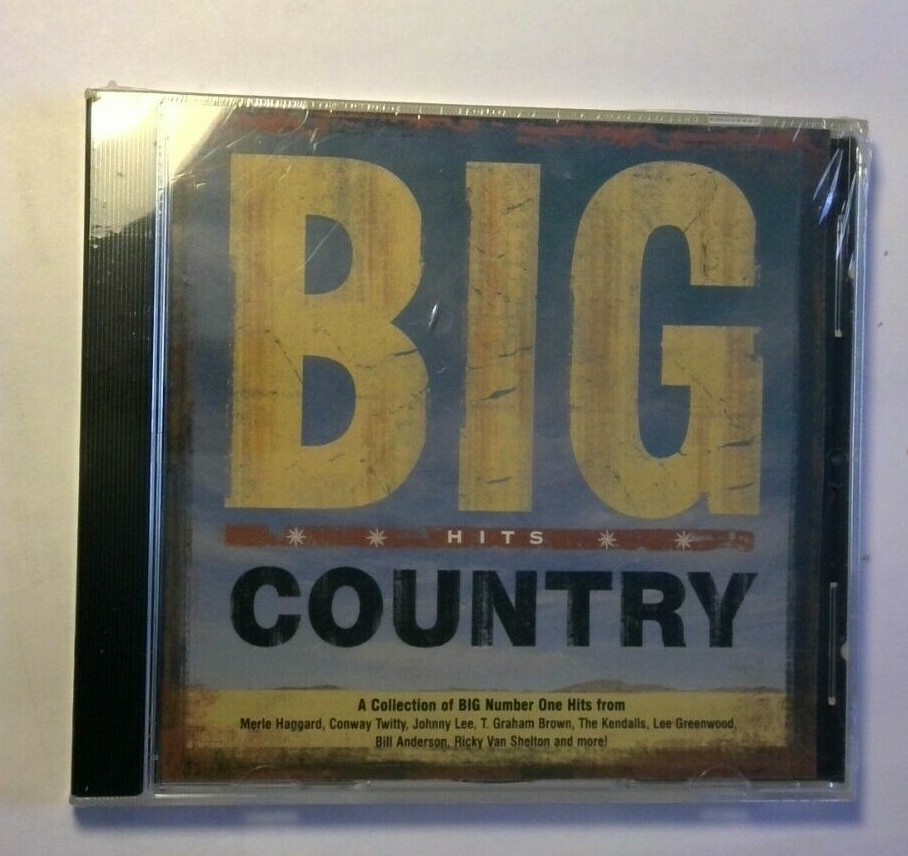 BIG
HITS
COUNTRY
A Collection of BIG Number One Hits from
Merle Haggard, Conway Twitty, Johnny Lee, T. Graham Brown, The Kendalls, Lee Greenwood,
Bill Anderson, Ricky Van Shelton and more!